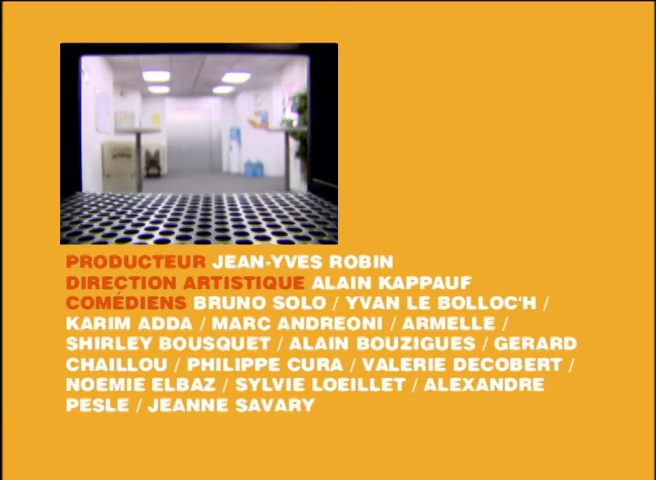 PRODUCTEUR JEAN-YVES ROBIN
DIRECTION ARTISTIQUE ALAIN KAPPAUF
COMÉDIENS BRUNO SOLO / YVAN LE BOLLOC'H /
KARIM ADDA / MARC ANDREONI / ARMELLE /
SHIRLEY BOUSQUET / ALAIN BOUZIGUES / GERARD
CHAILLOU / PHILIPPE CURA / VALERIE DECOBERT /
NOEMIE ELBAZ / SYLVIE LOEILLET / ALEXANDRE
PESLE / JEANNE SAVARY